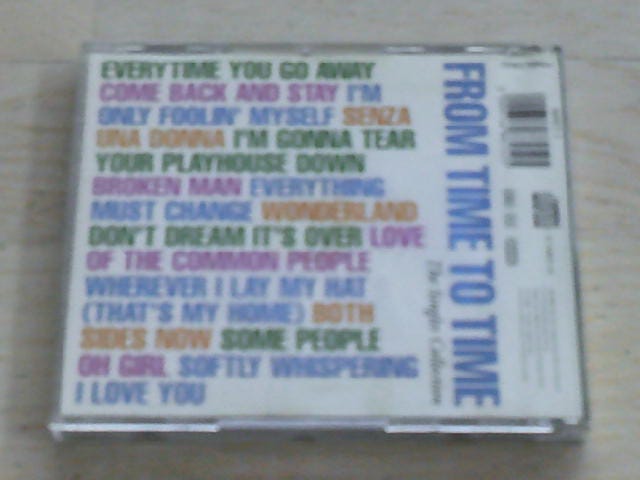 EVERYTIME YOU GO AWAY
COME BACK AND STAY I'M
ONLY FOOLIN' MYSELF SENZA
UNA DONNA I'M GONNA TEAR
YOUR PLAYHOUSE DOWN
BROKEN MAN EVERYTHING
MUST CHANGE WONDERLAND
DON'T DREAM IT'S OVER LOVE
OF THE COMMON PEOPLE
WHEREVER I LAY MY HAT
(THAT'S MY HOME) BOTH
SIDES NOW SOME PEOPLE
OH GIRL SOFTLY WHISPERING
I LOVE YOU
FROM TIME TO TIME
The Singles Collection